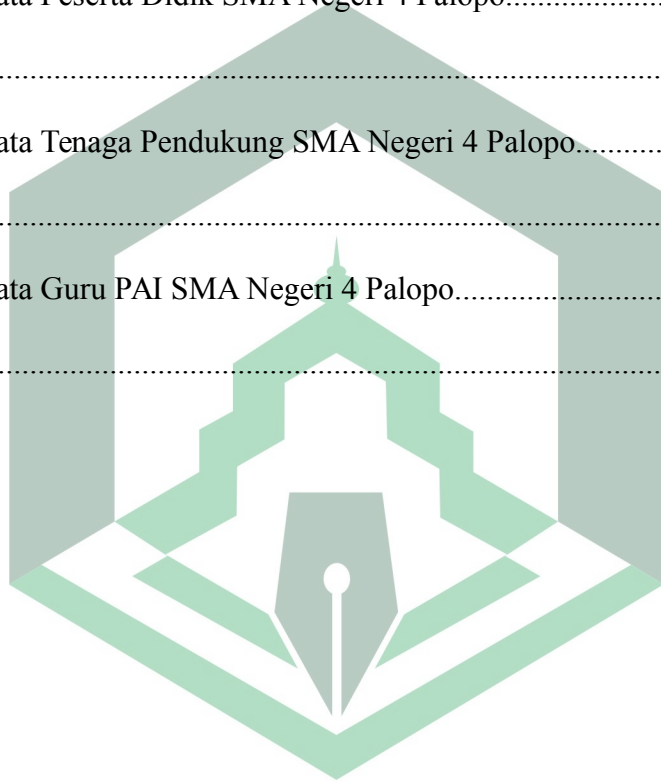 ata Peserta Didik SMA Negeri 4 Palopo....................
................................................................................
ata Tenaga Pendukung SMA Negeri 4 Palopo...........
................................................................................
ata Guru PAI SMA Negeri 4 Palopo..........................
................................................................................